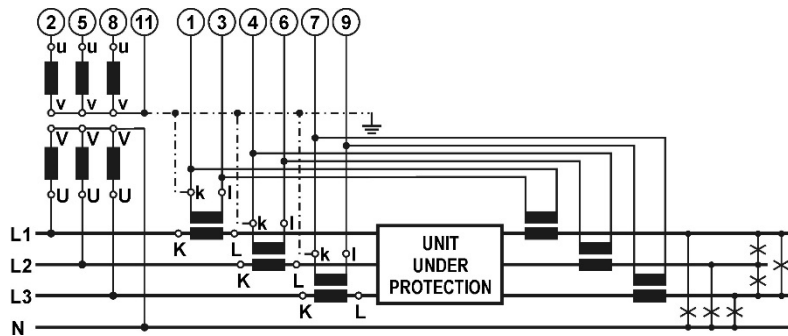 2 5 8 11 1 3 4 6 7 9
u u u
v v v
V V V
U U U
k l
k l
k l
L1 K L
L2 K L
L3 K L
N
UNIT
UNDER
PROTECTION